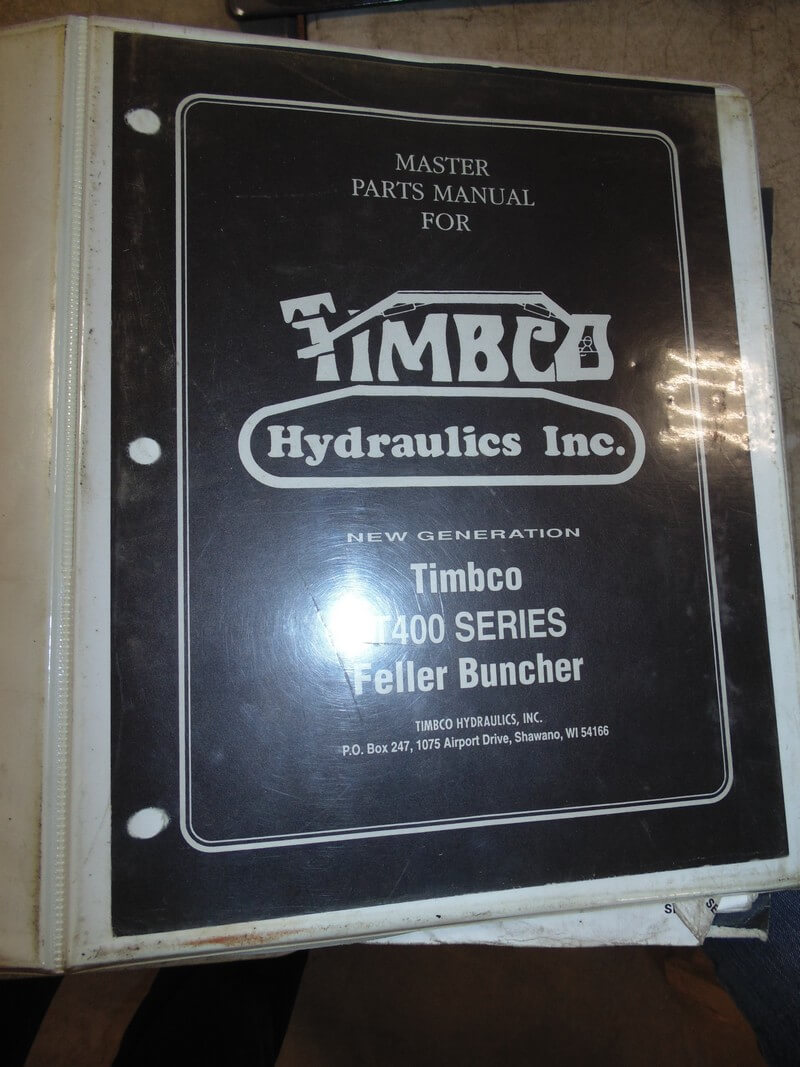 MASTER
PARTS MANUAL
FOR
TIMBCO
Hydraulics Inc.
NEW GENERATION
Timbco
T400 SERIES
Feller Buncher
TIMBCO HYDRAULICS, INC.
P.O. Box 247, 1075 Airport Drive, Shawano, WI 54166